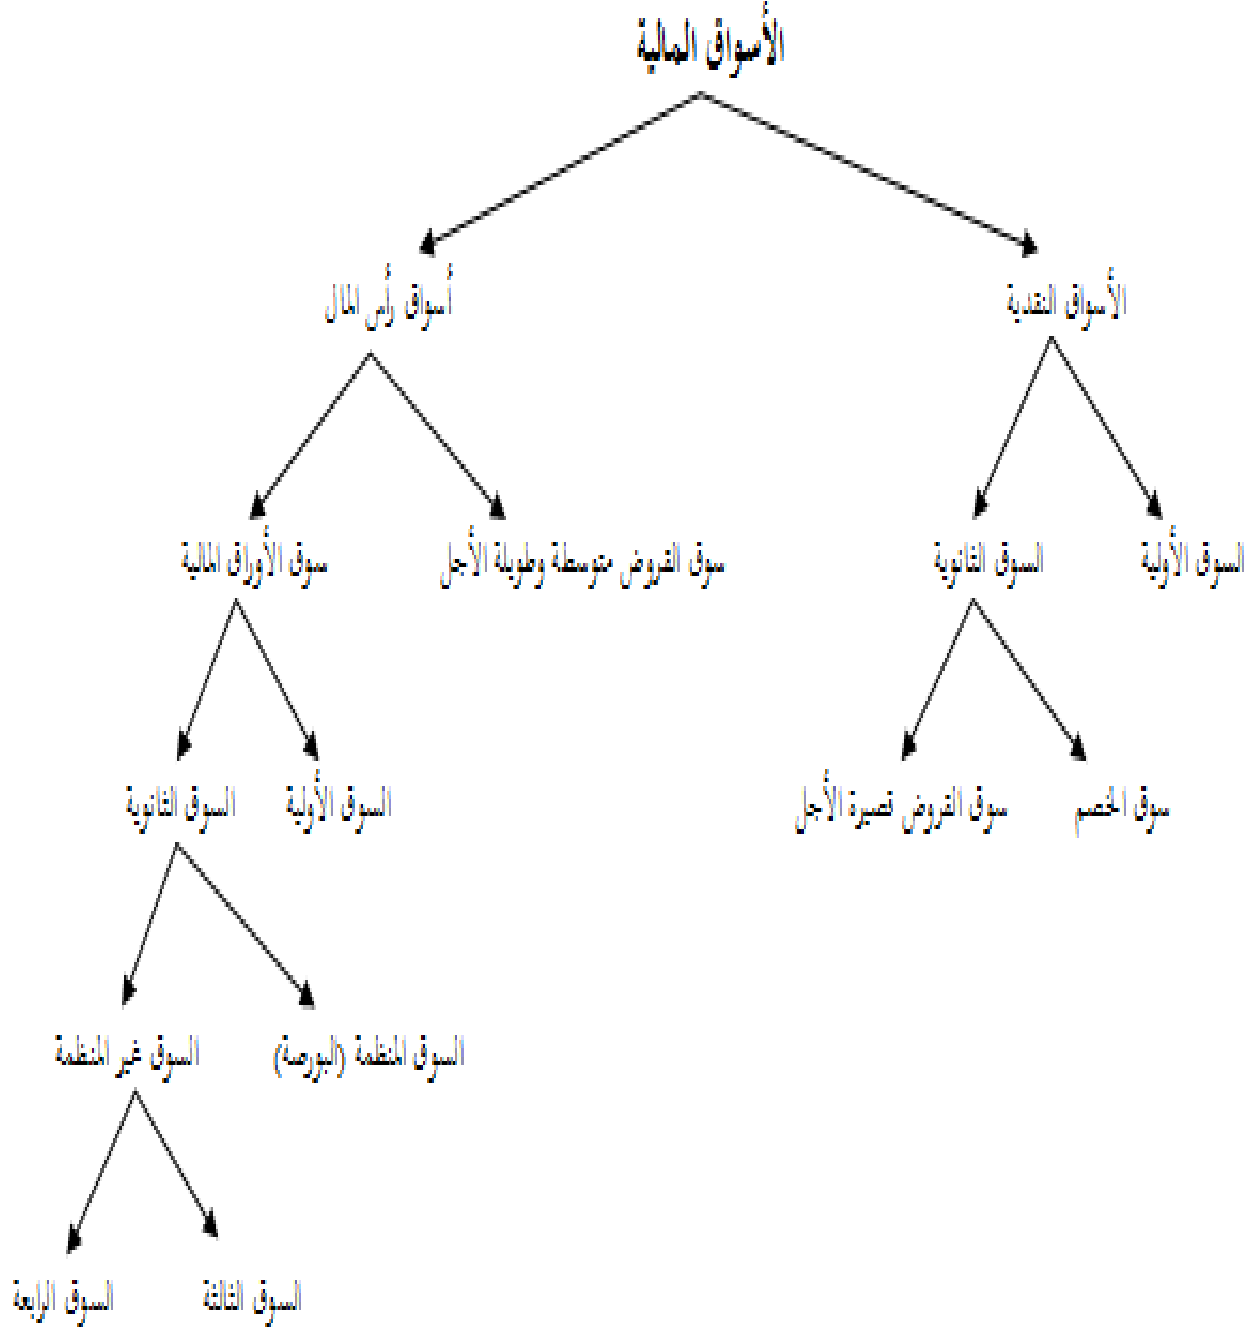 الأسواق المالية
الأسواق النقدية
أسواق رأس المال
السوق الأولية
السوق الثانوية
سوق القروض متوسطة وطويلة الأجل
سوق الأوراق المالية
سوق الخصم
سوق القروض قصيرة الأجل
السوق الأولية
السوق الثانوية
السوق المنظمة (البورصة)
السوق غير المنظمة
السوق الثالثة
السوق الرابعة